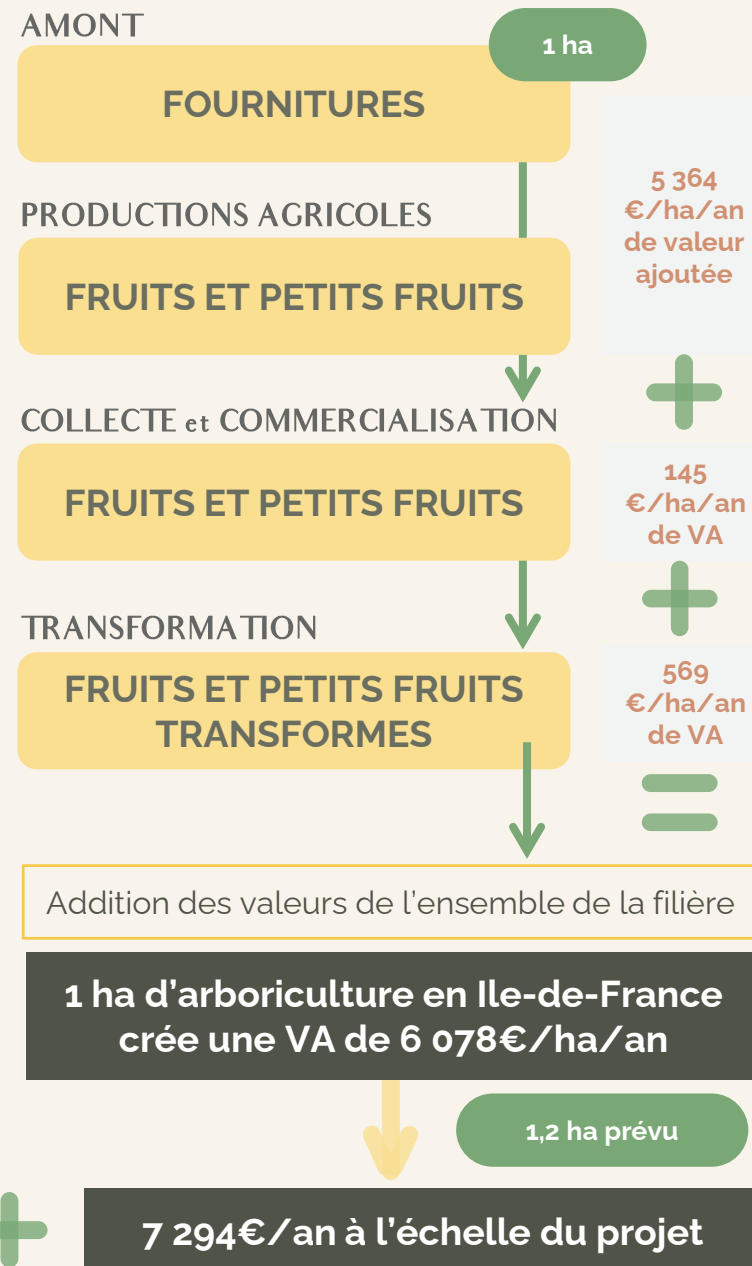 AMONT
1 ha
FOURNITURES
5 364
€/ha/an
de valeur
ajoutée
PRODUCTIONS AGRICOLES
FRUITS ET PETITS FRUITS
COLLECTE et COMMERCIALISATION
FRUITS ET PETITS FRUITS
145
€/ha/an
de VA
TRANSFORMATION
FRUITS ET PETITS FRUITS
TRANSFORMES
569
€/ha/an
de VA
Addition des valeurs de l'ensemble de la filière
1 ha d'arboriculture en Ile-de-France
crée une VA de 6 078€/ha/an
1,2 ha prévu
7 294€/an à l'échelle du projet